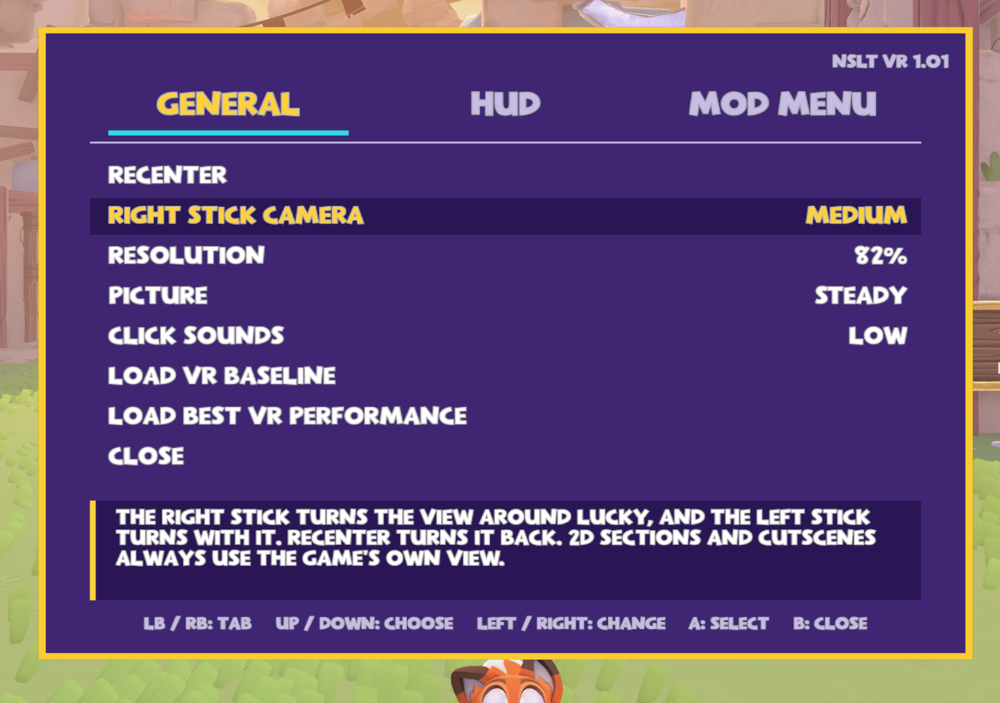 NSLT VR 1.01
GENERAL HUD MOD MENU
RECENTER
RIGHT STICK CAMERA MEDIUM
RESOLUTION 82%
PICTURE STEADY
CLICK SOUNDS LOW
LOAD VR BASELINE
LOAD BEST VR PERFORMANCE
CLOSE
THE RIGHT STICK TURNS THE VIEW AROUND LUCKY, AND THE LEFT STICK
TURNS WITH IT. RECENTER TURNS IT BACK. 2D SECTIONS AND CUTSCENES
ALWAYS USE THE GAME'S OWN VIEW.
LB / RB: TAB UP / DOWN: CHOOSE LEFT / RIGHT: CHANGE A: SELECT B: CLOSE